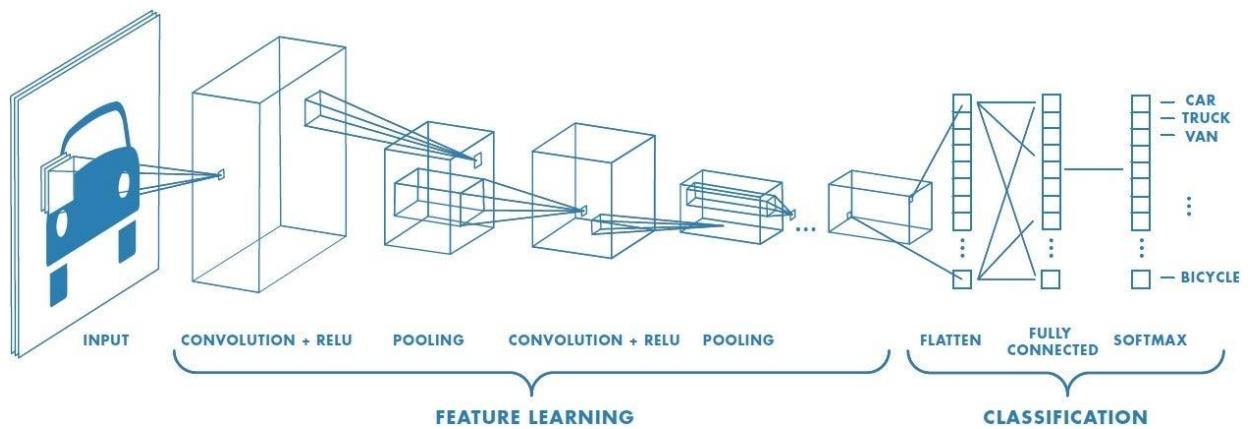 CAR
TRUCK
VAN
BICYCLE
INPUT
CONVOLUTION + RELU
POOLING
CONVOLUTION + RELU
POOLING
FLATTEN
FULLY
CONNECTED
SOFTMAX
FEATURE LEARNING
CLASSIFICATION